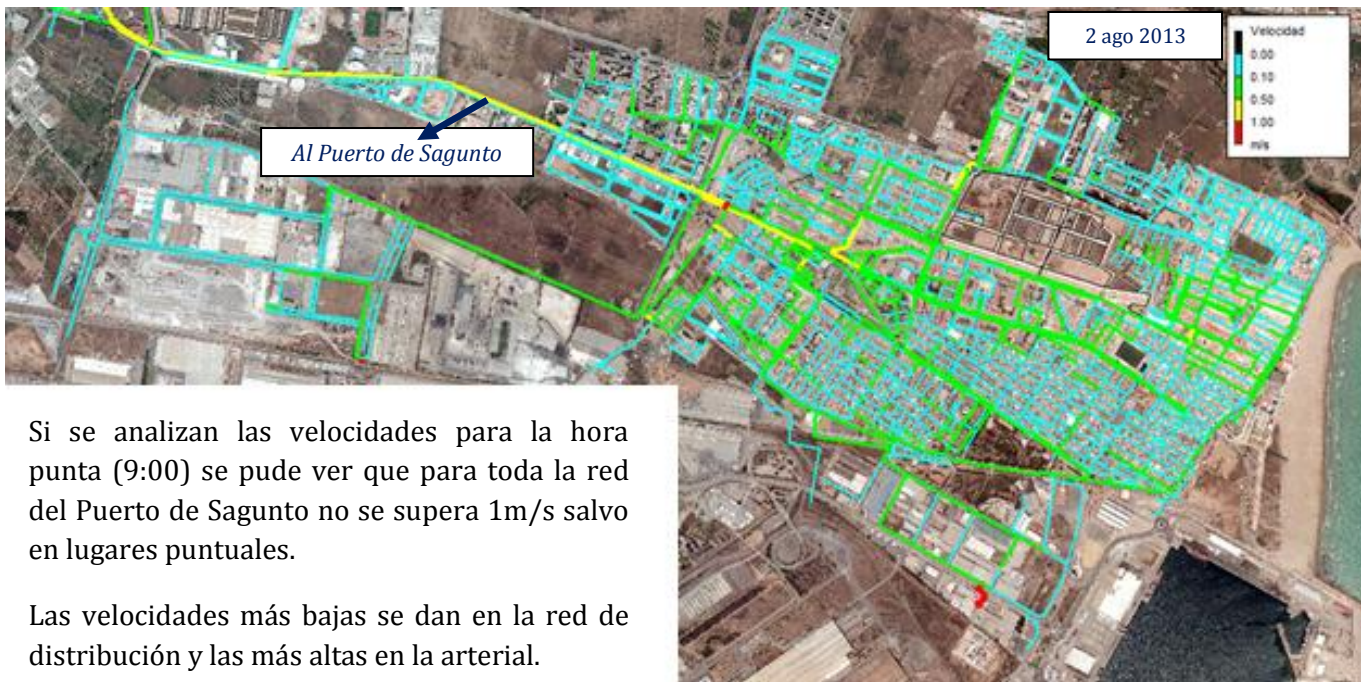 2 ago 2013
Velocidad
0.00
0.10
0.50
1.00
m/s
Al Puerto de Sagunto
Si se analizan las velocidades para la hora
punta (9:00) se pude ver que para toda la red
del Puerto de Sagunto no se supera 1m/s salvo
en lugares puntuales.
Las velocidades más bajas se dan en la red de
distribución y las más altas en la arterial.